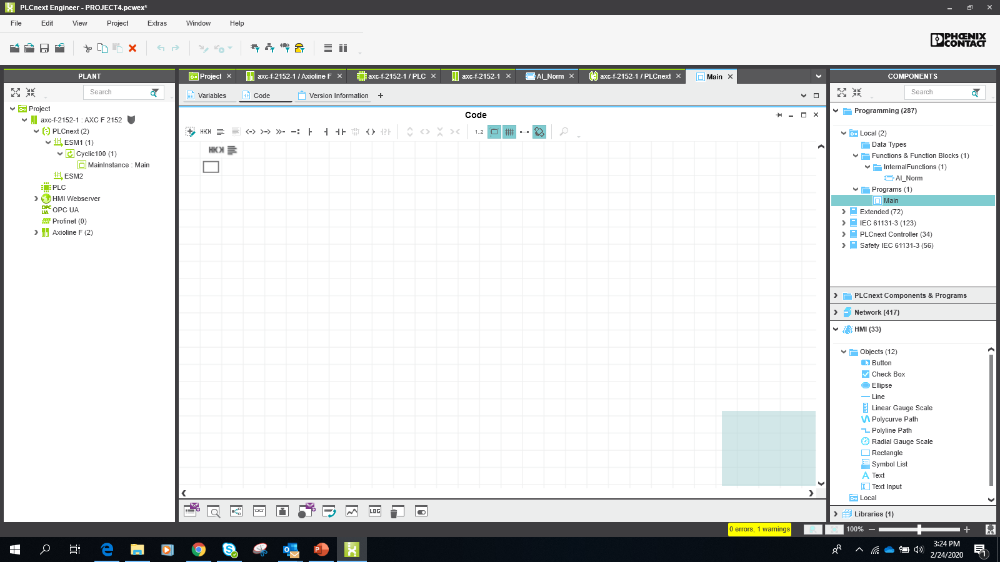 PLCnext Engineer - PROJECT4.pcwex*
File Edit View Project Extras Window Help
PHŒNIX
CONTACT
PLANT
Search
Project
axc-f-2152-1 : AXC F 2152
PLCnext (2)
ESM1 (1)
Cyclic100 (1)
MainInstance : Main
ESM2
PLC
HMI Webserver
OPC UA
OPC UA
Profinet (0)
Axioline F (2)
Project
axc-f-2152-1 / Axioline F
axc-f-2152-1 / PLC
axc-f-2152-1
AI_Norm
axc-f-2152-1 / PLCnext
Main
Variables
Code
Version Information
Code
1..2
LOG
COMPONENTS
Search
Programming (287)
Local (2)
Data Types
Functions & Function Blocks (1)
InternalFunctions (1)
AI_Norm
Programs (1)
Main
Extended (72)
IEC 61131-3 (123)
PLCnext Controller (34)
Safety IEC 61131-3 (56)
PLCnext Components & Programs
Network (417)
HMI (33)
Objects (12)
Button
Check Box
Ellipse
Line
Linear Gauge Scale
Polycurve Path
Polyline Path
Radial Gauge Scale
Rectangle
Symbol List
Text
Text Input
Local
Libraries (1)
0 errors, 1 warnings
100%
3:24 PM
2/24/2020
1